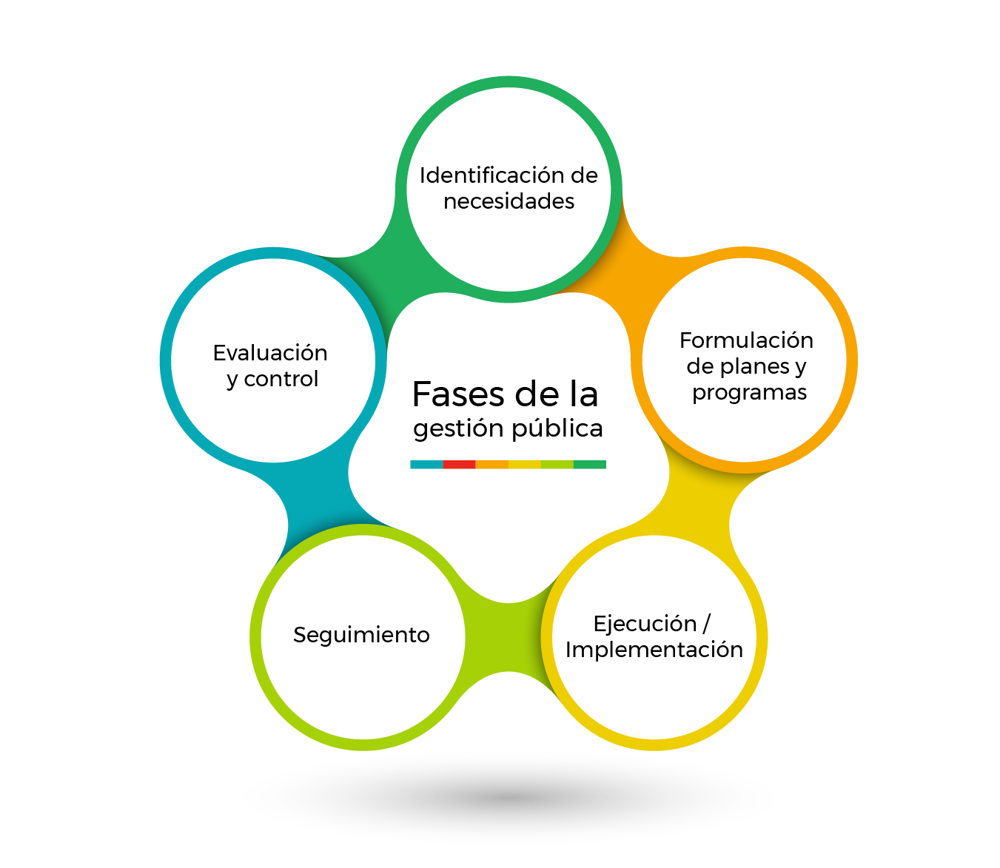 Identificación de
necesidades
Formulación
de planes y
programas
Ejecución /
Implementación
Seguimiento
Evaluación
y control
Fases de la
gestión pública